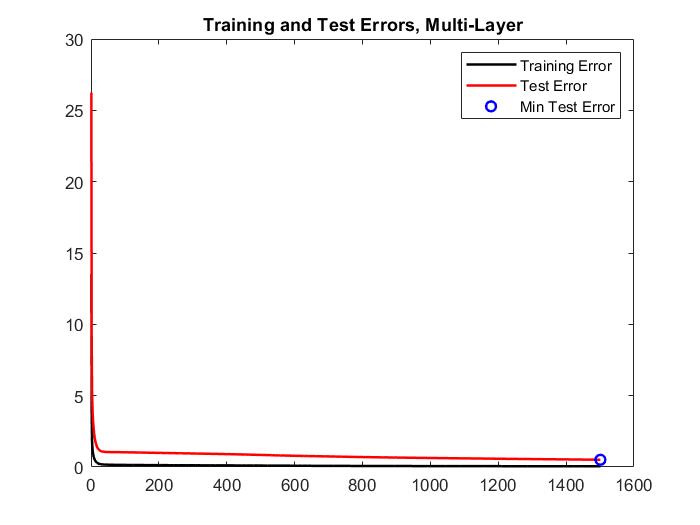 Training and Test Errors, Multi-Layer
30
25
20
15
10
5
0
Training Error
Test Error
Min Test Error
0 200 400 600 800 1000 1200 1400 1600